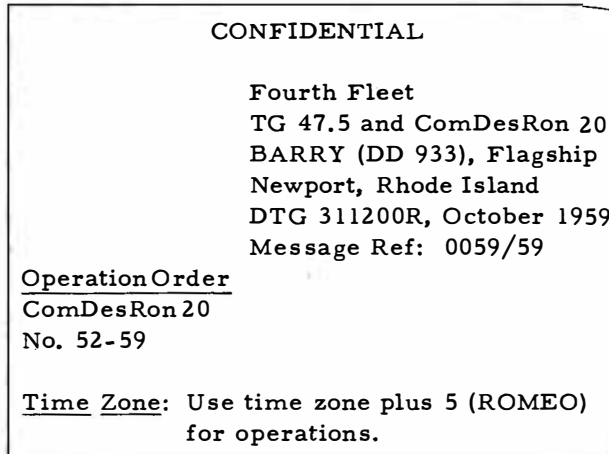 CONFIDENTIAL
Fourth Fleet
TG 47.5 and ComDesRon 20
BARRY (DD 933), Flagship
Newport, Rhode Island
DTG 311200R, October 1959
Message Ref: 0059/59
Operation Order
ComDesRon 20
No. 52-59
Time Zone: Use time zone plus 5 (ROMEO)
for operations.